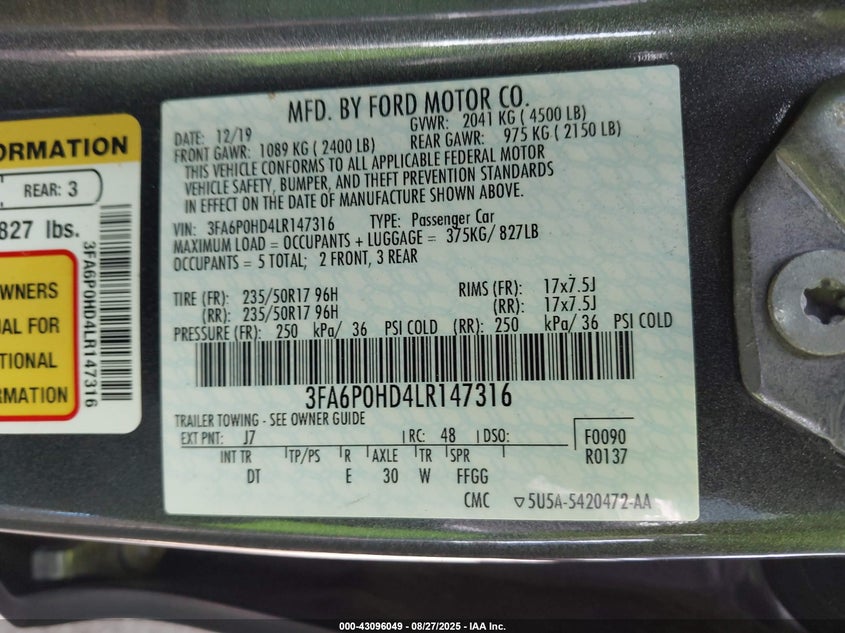 ORMATION
REAR: 3
827 lbs.
3FA6P0HD4LR147316
OWNERS
UAL FOR
TIONAL
ORMATION
MFD. BY FORD MOTOR CO.
DATE: 12/19 GVWR: 2041 KG ( 4500 LB)
FRONT GAWR: 1089 KG ( 2400 LB) REAR GAWR: 975 KG ( 2150 LB)
THIS VEHICLE CONFORMS TO ALL APPLICABLE FEDERAL MOTOR
VEHICLE SAFETY, BUMPER, AND THEFT PREVENTION STANDARDS
IN EFFECT ON THE DATE OF MANUFACTURE SHOWN ABOVE.
VIN: 3FA6P0HD4LR147316 TYPE: Passenger Car
MAXIMUM LOAD = OCCUPANTS + LUGGAGE = 375KG/ 827LB
OCCUPANTS = 5 TOTAL; 2 FRONT, 3 REAR
TIRE (FR): 235/50R17 96H RIMS (FR): 17x7.5J
(RR): 235/50R17 96H (RR): 17x7.5J
PRESSURE (FR): 250 kPa/ 36 PSI COLD (RR): 250 kPa/ 36 PSI COLD
3FA6P0HD4LR147316
TRAILER TOWING - SEE OWNER GUIDE
EXT PNT: J7 RC: 48 DSO: F0090
INT TR TP/PS R AXLE TR SPR R0137
DT E 30 W FFGG
CMC ▽5U5A-5420472-AA
000-43096049 - 08/27/2025 - IAA Inc.